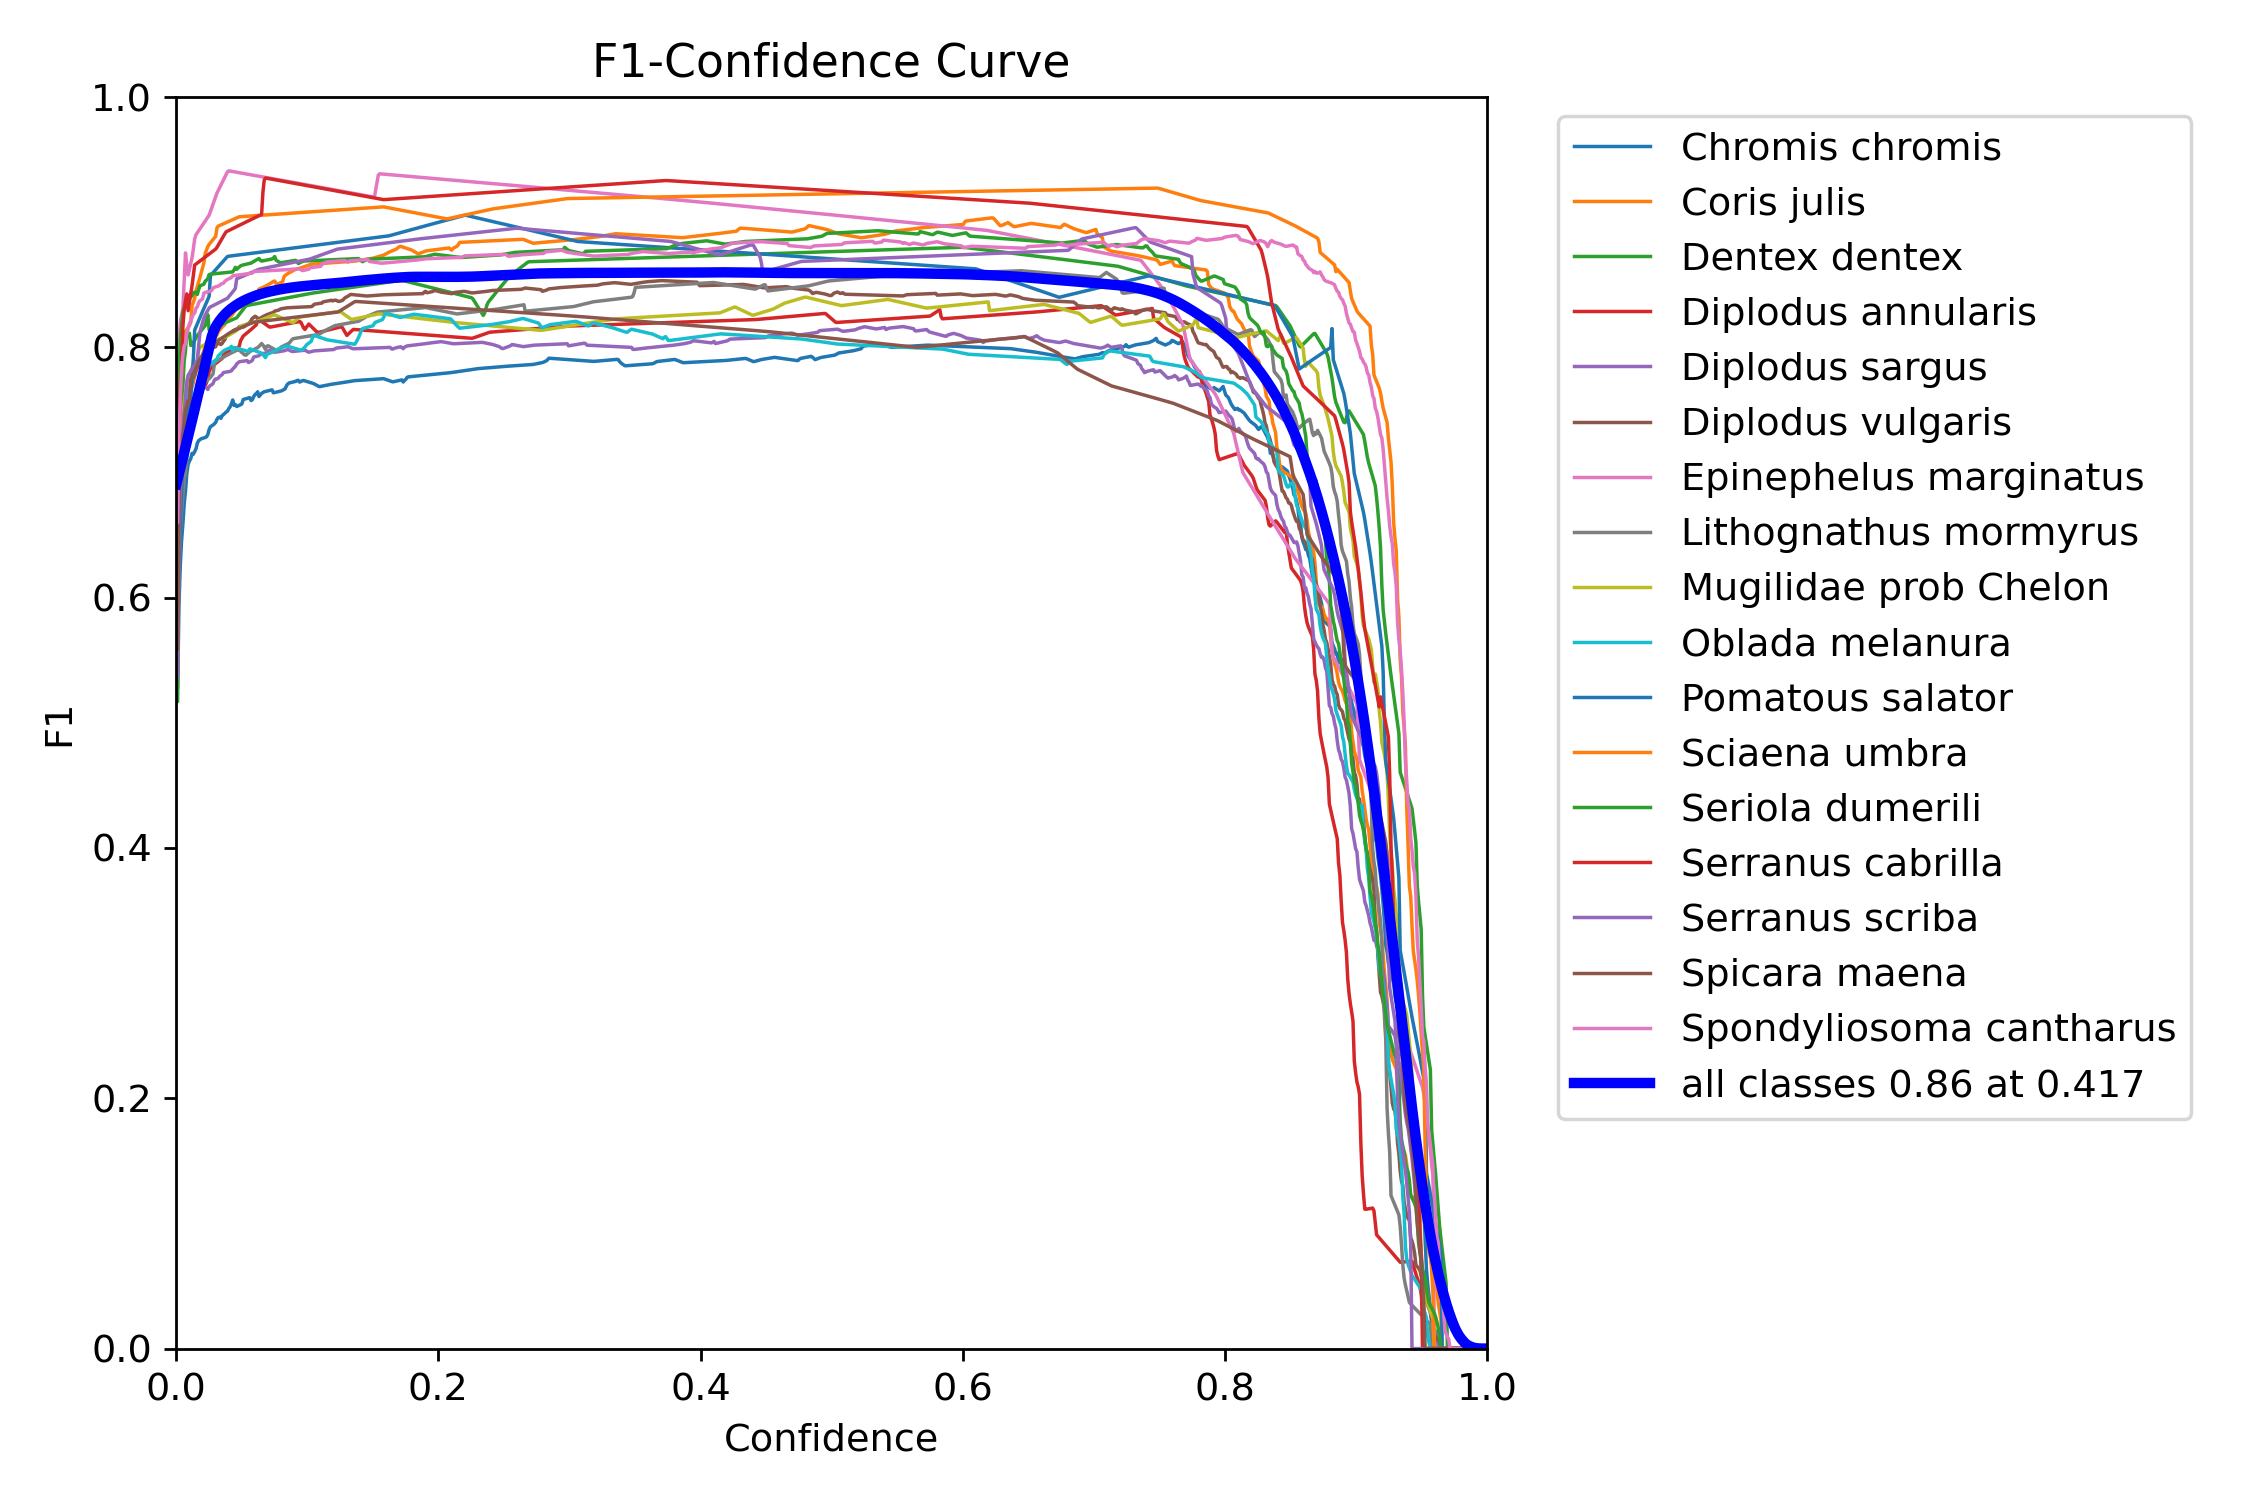 F1-Confidence Curve
1.0
0.8
0.6
0.4
0.2
0.0
F1
0.0 0.2 0.4 0.6 0.8 1.0
Confidence
Chromis chromis
Coris julis
Dentex dentex
Diplodus annularis
Diplodus sargus
Diplodus vulgaris
Epinephelus marginatus
Lithognathus mormyrus
Mugilidae prob Chelon
Oblada melanura
Pomatous salator
Sciaena umbra
Seriola dumerili
Serranus cabrilla
Serranus scriba
Spicara maena
Spondyliosoma cantharus
all classes 0.86 at 0.417